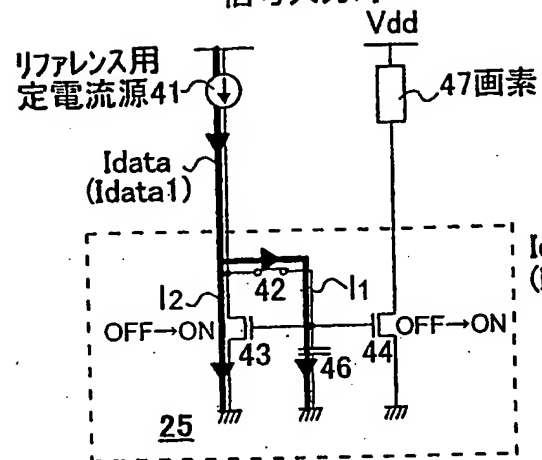 Vdd
リファレンス用
定電流源41
47画素
Idata
(Idata1)
I2
42
I1
OFF→ON
43
46
44
OFF→ON
25